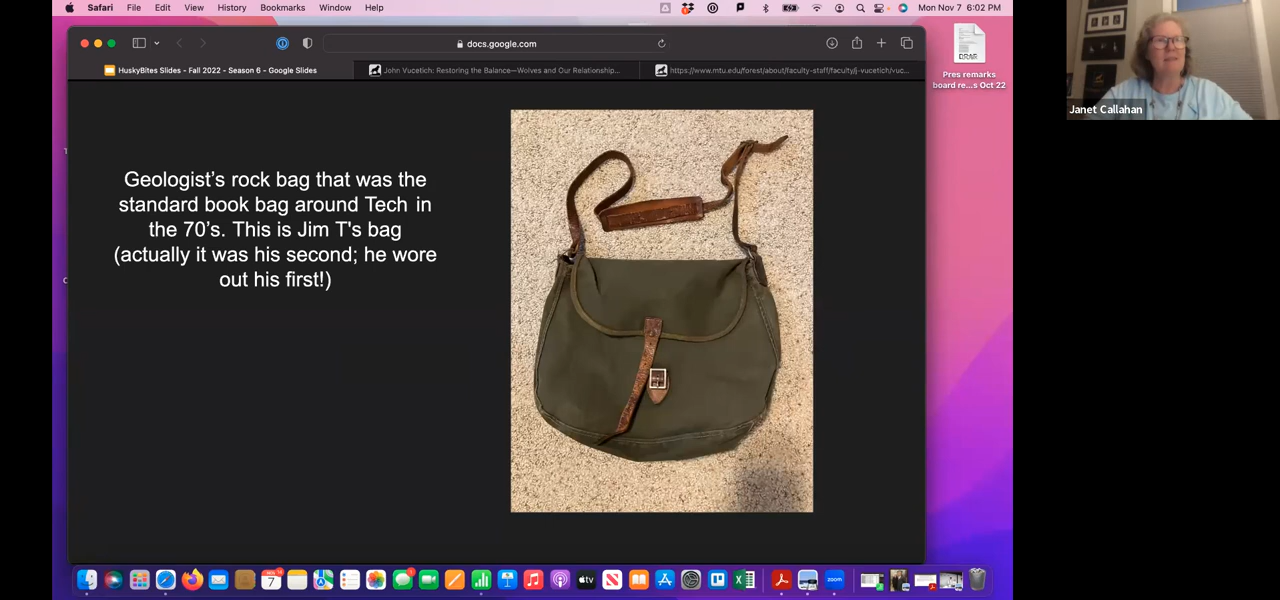 Safari File Edit View History Bookmarks Window Help
Mon Nov 7 6:02 PM
docs.google.com
HuskyBites Slides - Fall 2022 - Season 6 - Google Slides
John Vucetich: Restoring the Balance—Wolves and Our Relationship...
https://www.mtu.edu/forest/about/faculty-staff/faculty/j-vucetich/vuc...
Pres remarks
board re...s Oct 22
Janet Callahan
Geologist's rock bag that was the
standard book bag around Tech in
the 70's. This is Jim T's bag
(actually it was his second; he wore
out his first!)
7
tv
zoom